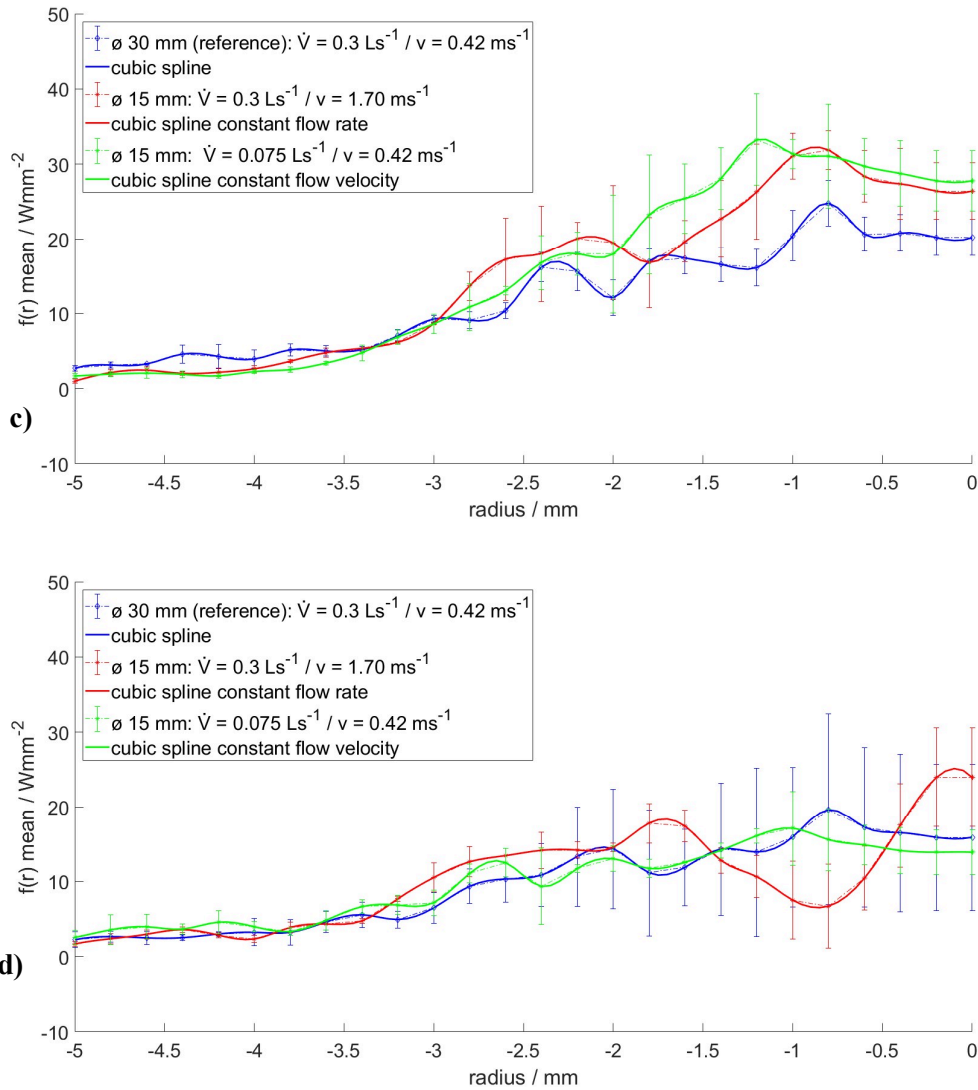 50
40
30
20
10
0
-10
f(r) mean / Wmm-2
ø 30 mm (reference): V̇ = 0.3 Ls-1 / v = 0.42 ms-1
cubic spline
ø 15 mm: V̇ = 0.3 Ls-1 / v = 1.70 ms-1
cubic spline constant flow rate
ø 15 mm: V̇ = 0.075 Ls-1 / v = 0.42 ms-1
cubic spline constant flow velocity
c)
-5 -4.5 -4 -3.5 -3 -2.5 -2 -1.5 -1 -0.5 0
radius / mm
50
40
30
20
10
0
-10
f(r) mean / Wmm-2
ø 30 mm (reference): V̇ = 0.3 Ls-1 / v = 0.42 ms-1
cubic spline
ø 15 mm: V̇ = 0.3 Ls-1 / v = 1.70 ms-1
cubic spline constant flow rate
ø 15 mm: V̇ = 0.075 Ls-1 / v = 0.42 ms-1
cubic spline constant flow velocity
d)
-5 -4.5 -4 -3.5 -3 -2.5 -2 -1.5 -1 -0.5 0
radius / mm